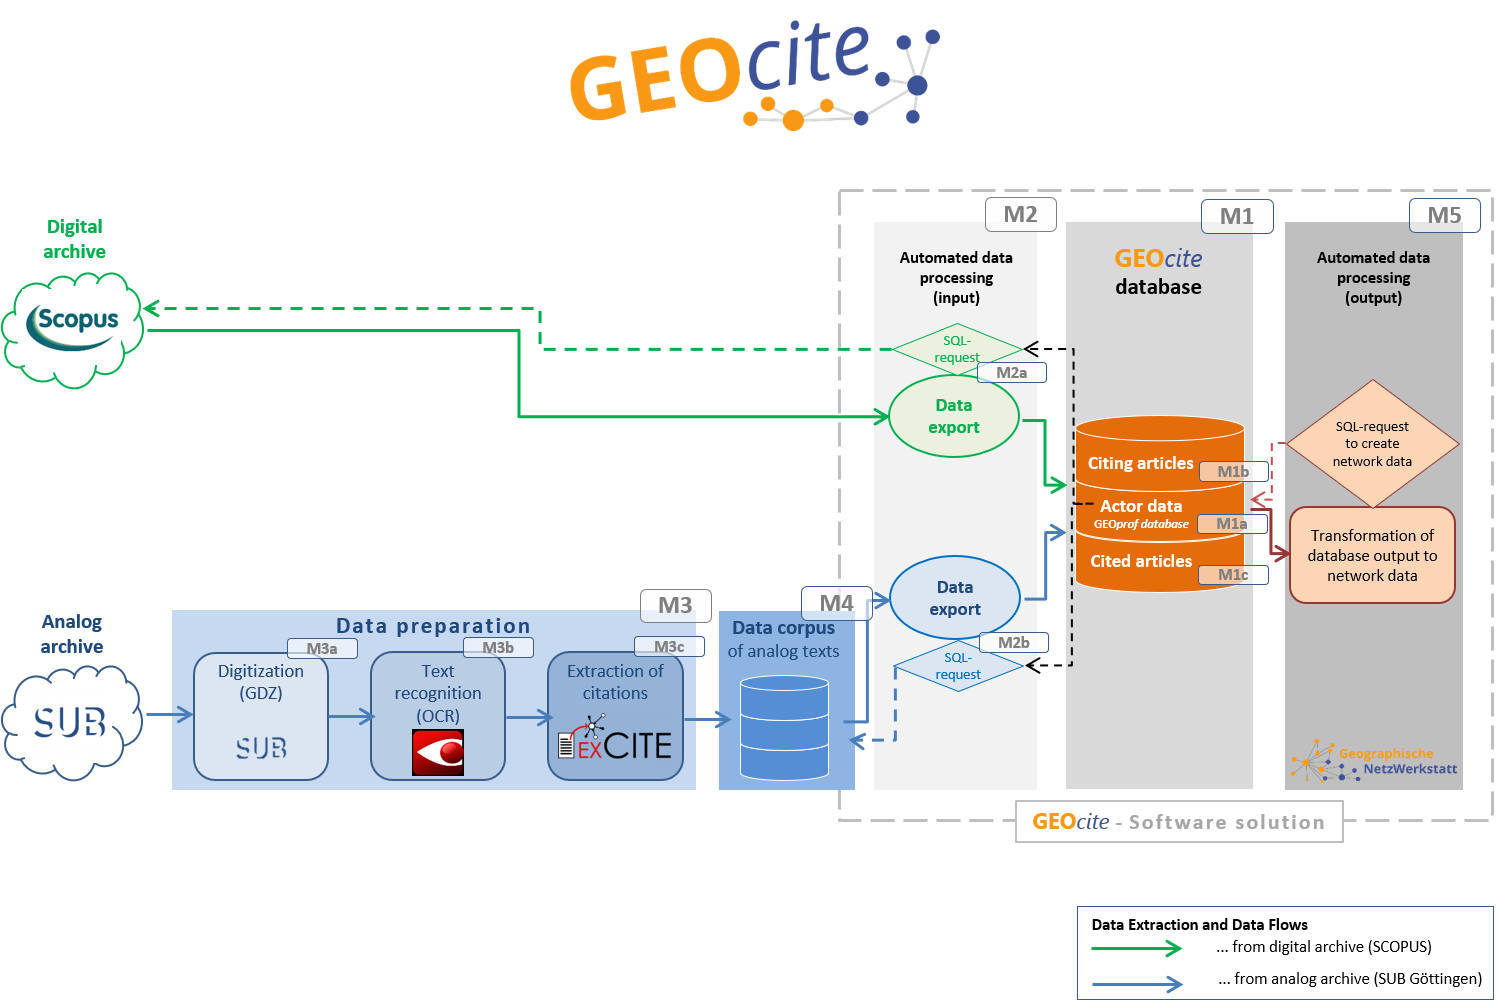 GEOcite
Digital
archive
Scopus
M2
Automated data
processing
(input)
SQL-
request
M2a
Data
export
M1
GEOcite
database
Citing articles
M1b
Actor data
GEOprof database
M1a
Cited articles
M1c
M5
Automated data
processing
(output)
SQL-request
to create
network data
Transformation of
database output to
network data
Geographische
NetzWerkstatt
Analog
archive
SUB
M3
Data preparation
M3a
Digitization
(GDZ)
SUB
M3b
Text
recognition
(OCR)
M3c
Extraction of
citations
EXCITE
M4
Data corpus
of analog texts
Data
export
M2b
SQL-
request
GEOcite - Software solution
Data Extraction and Data Flows
... from digital archive (SCOPUS)
... from analog archive (SUB Göttingen)